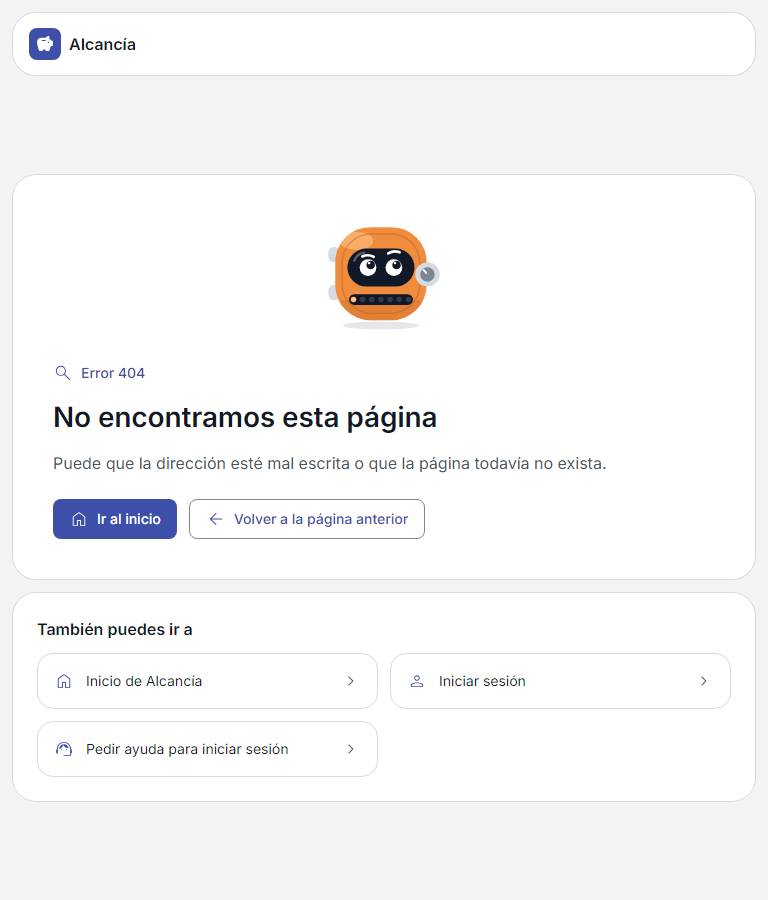 Alcancía
Error 404
No encontramos esta página
Puede que la dirección esté mal escrita o que la página todavía no exista.
Ir al inicio
Volver a la página anterior
También puedes ir a
Inicio de Alcancía
Iniciar sesión
Pedir ayuda para iniciar sesión